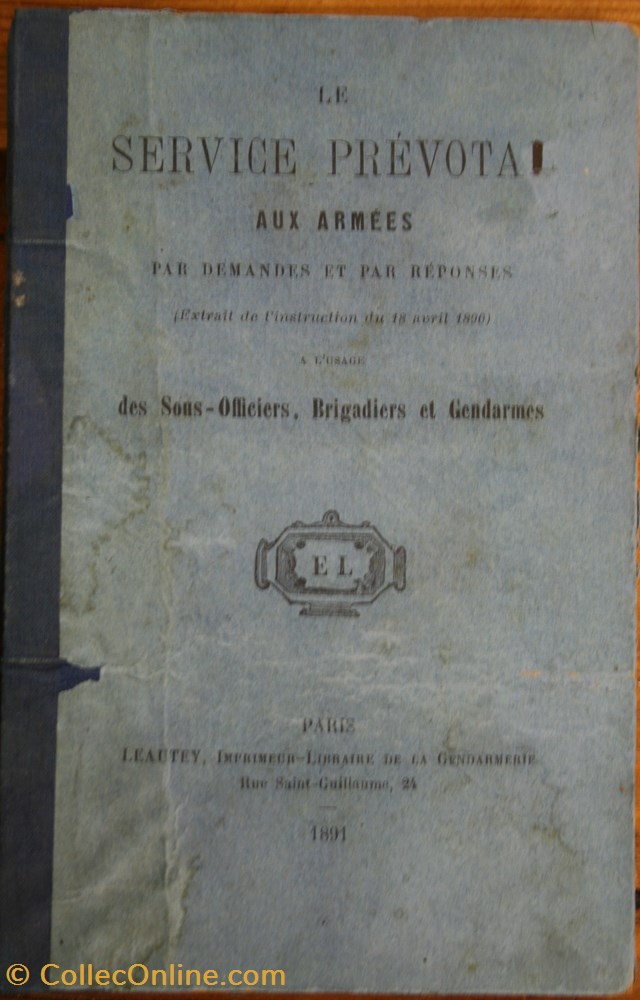 LE
SERVICE PRÉVOTAL
AUX ARMÉES
PAR DEMANDES ET PAR RÉPONSES
(Extrait de l'instruction du 18 avril 1890)
A L'USAGE
des Sous-Officiers, Brigadiers et Gendarmes
E L
PARIS
LEAUTEY, IMPRIMEUR-LIBRAIRE DE LA GENDARMERIE
Rue Saint-Guillaume, 24
1891
© CollecOnline.com